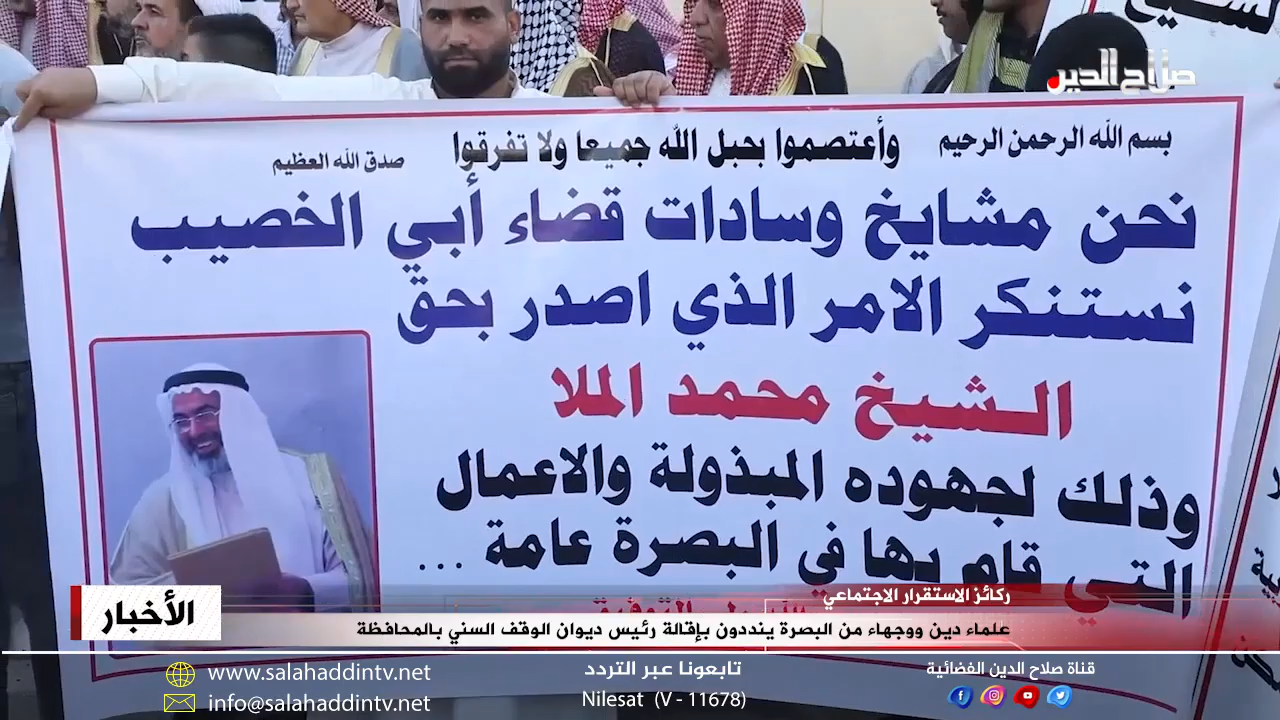 صلاح الدين
بسم الله الرحمن الرحيم وأعتصموا بحبل الله جميعا ولا تفرقوا صدق الله العظيم
نحن مشايخ وسادات قضاء أبي الخصيب
نستنكر الامر الذي اصدر بحق
الشيخ محمد الملا
وذلك لجهوده المبذولة والاعمال
التي قام بها في البصرة عامة ...
ركائز الاستقرار الاجتماعي
الأخبار
علماء دين ووجهاء من البصرة ينددون بإقالة رئيس ديوان الوقف السني بالمحافظة
قناة صلاح الدين الفضائية
تابعونا عبر التردد
Nilesat (V - 11678)
www.salahaddintv.net
info@salahaddintv.net